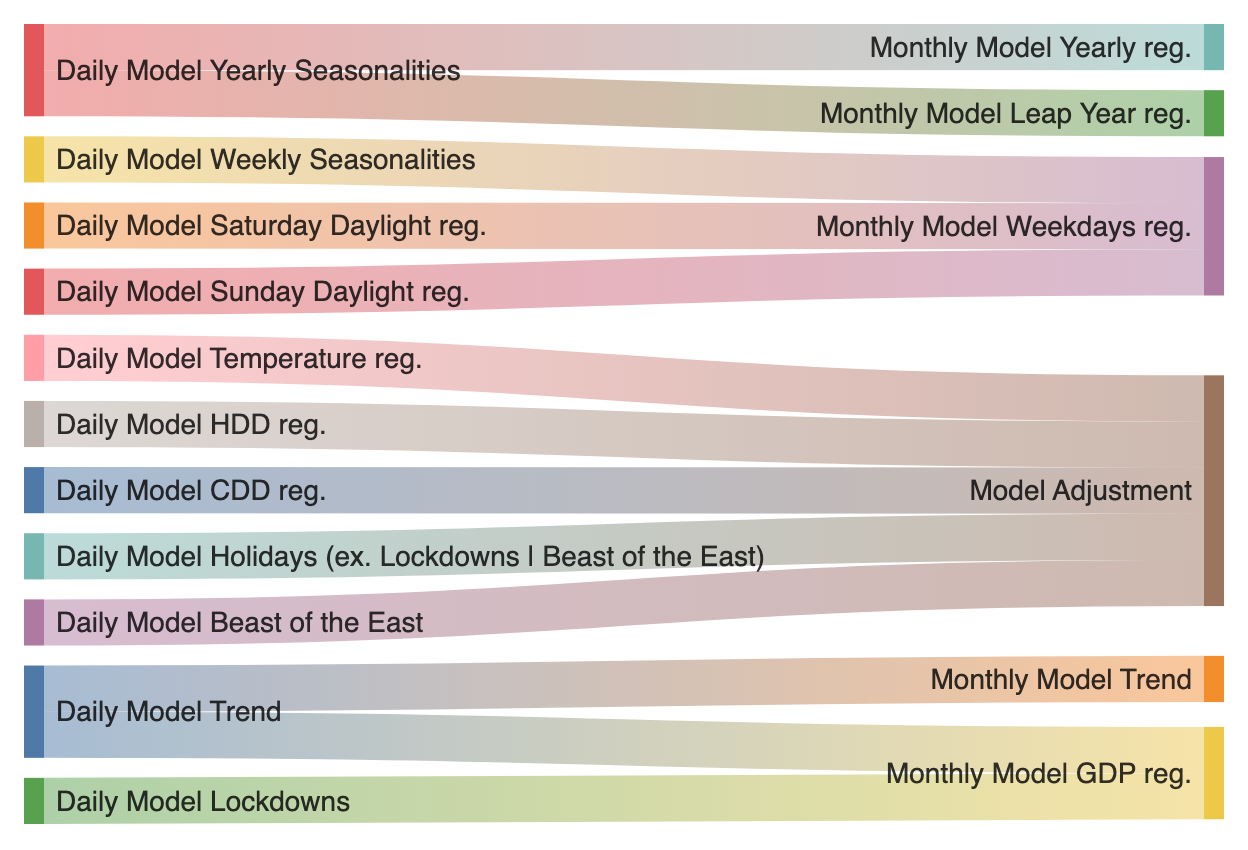 Daily Model Yearly Seasonalities
Monthly Model Yearly reg.
Monthly Model Leap Year reg.
Daily Model Weekly Seasonalities
Daily Model Saturday Daylight reg.
Monthly Model Weekdays reg.
Daily Model Sunday Daylight reg.
Daily Model Temperature reg.
Daily Model HDD reg.
Daily Model CDD reg.
Model Adjustment
Daily Model Holidays (ex. Lockdowns | Beast of the East)
Daily Model Beast of the East
Daily Model Trend
Monthly Model Trend
Monthly Model GDP reg.
Daily Model Lockdowns